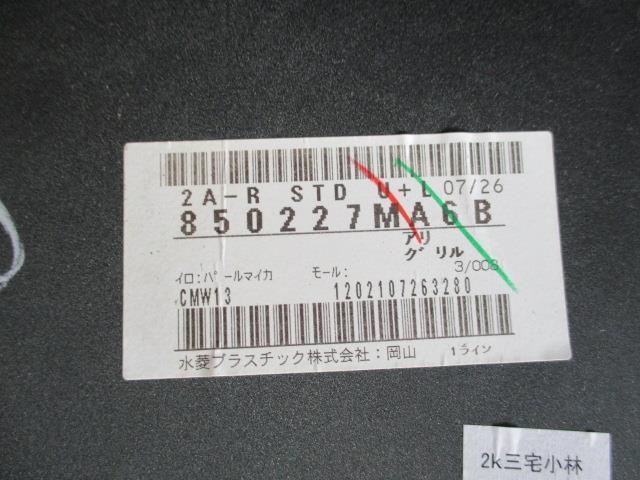 2A-R STD U+L 07/26
850227MA6B
アリ
グリル
3/008
イロ:パールマイカ モール:
CMW13 1202107263280
水菱プラスチック株式会社:岡山 1ライン
2k三宅小林